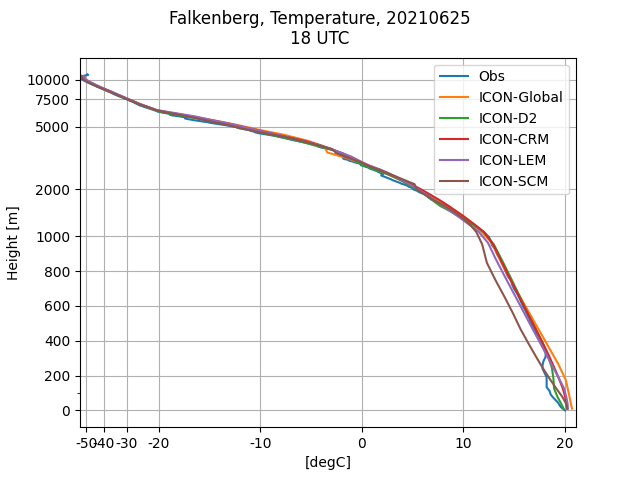 Falkenberg, Temperature, 20210625
18 UTC
Obs
ICON-Global
ICON-D2
ICON-CRM
ICON-LEM
ICON-SCM
Height [m]
10000
7500
5000
2000
1000
800
600
400
200
0
-50 -40 -30 -20 -10 0 10 20
[degC]